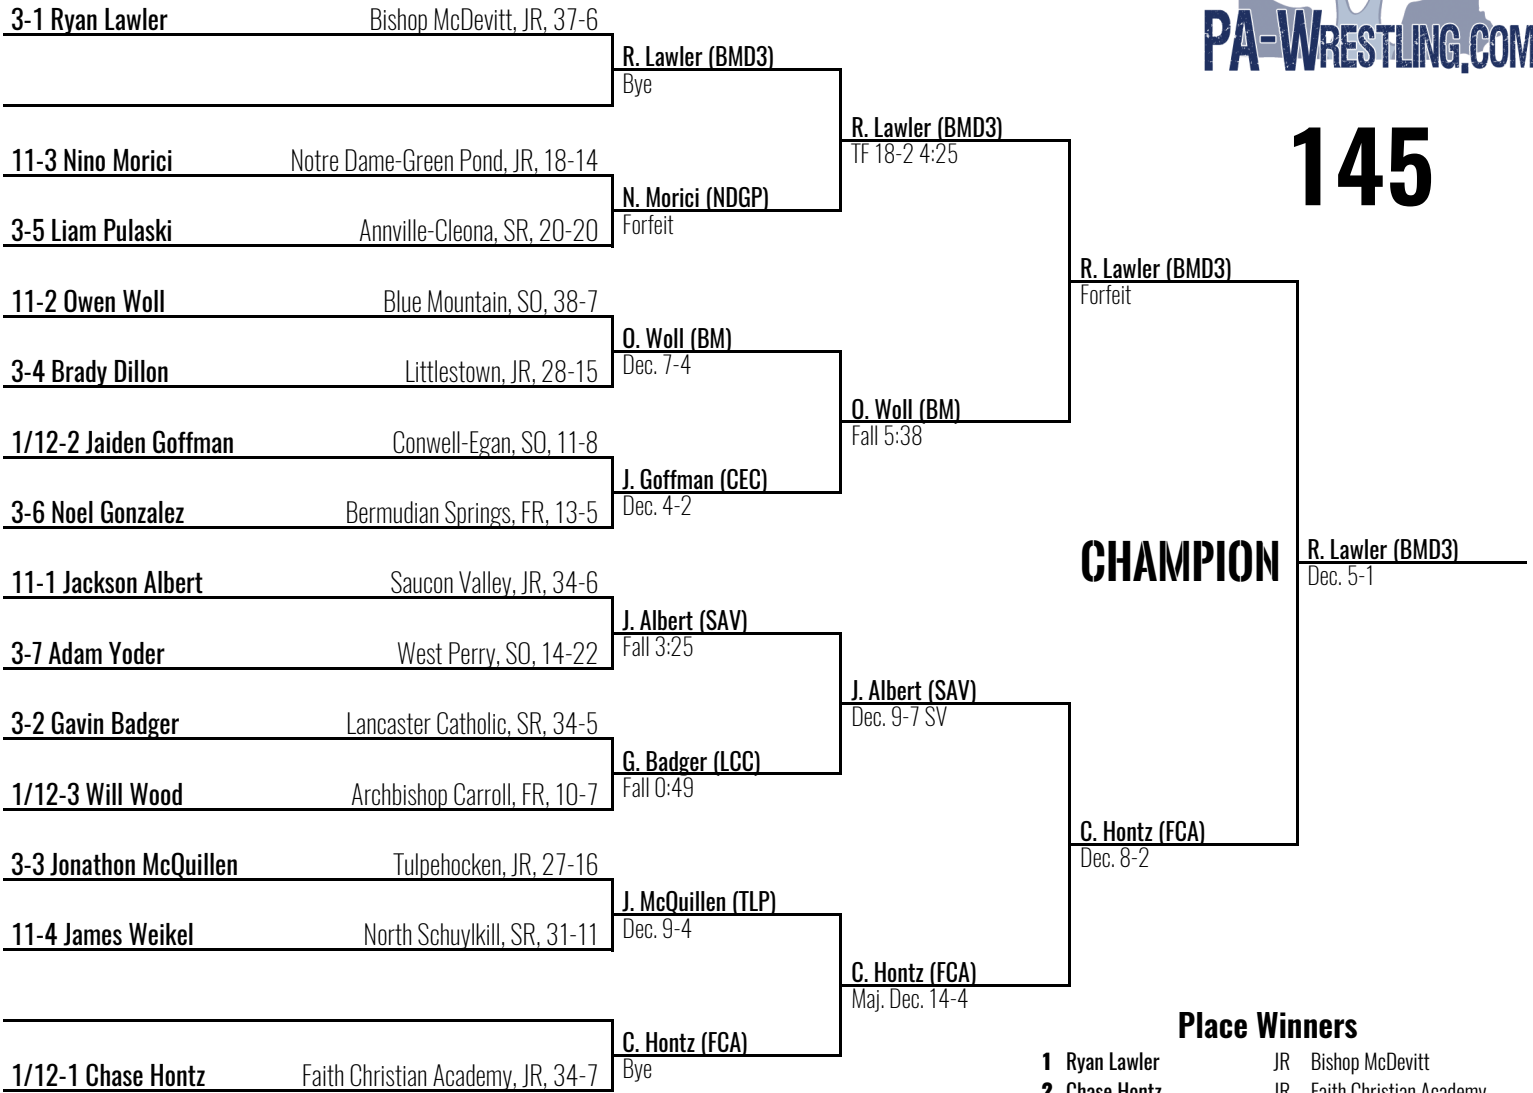 3-1 Ryan Lawler Bishop McDevitt, JR, 37-6
PA-WRESTLING.COM
R. Lawler (BMD3)
Bye
145
R. Lawler (BMD3)
TF 18-2 4:25
11-3 Nino Morici Notre Dame-Green Pond, JR, 18-14
N. Morici (NDGP)
Forfeit
3-5 Liam Pulaski Annville-Cleona, SR, 20-20
R. Lawler (BMD3)
Forfeit
11-2 Owen Woll Blue Mountain, SO, 38-7
O. Woll (BM)
Dec. 7-4
3-4 Brady Dillon Littlestown, JR, 28-15
O. Woll (BM)
Fall 5:38
1/12-2 Jaiden Goffman Conwell-Egan, SO, 11-8
J. Goffman (CEC)
Dec. 4-2
3-6 Noel Gonzalez Bermudian Springs, FR, 13-5
CHAMPION
R. Lawler (BMD3)
Dec. 5-1
11-1 Jackson Albert Saucon Valley, JR, 34-6
J. Albert (SAV)
Fall 3:25
3-7 Adam Yoder West Perry, SO, 14-22
J. Albert (SAV)
Dec. 9-7 SV
3-2 Gavin Badger Lancaster Catholic, SR, 34-5
G. Badger (LCC)
Fall 0:49
1/12-3 Will Wood Archbishop Carroll, FR, 10-7
C. Hontz (FCA)
Dec. 8-2
3-3 Jonathon McQuillen Tulpehocken, JR, 27-16
J. McQuillen (TLP)
Dec. 9-4
11-4 James Weikel North Schuylkill, SR, 31-11
C. Hontz (FCA)
Maj. Dec. 14-4
C. Hontz (FCA)
Bye
1/12-1 Chase Hontz Faith Christian Academy, JR, 34-7
Place Winners
1 Ryan Lawler JR Bishop McDevitt
2 Chase Hontz JR Faith Christian Academy